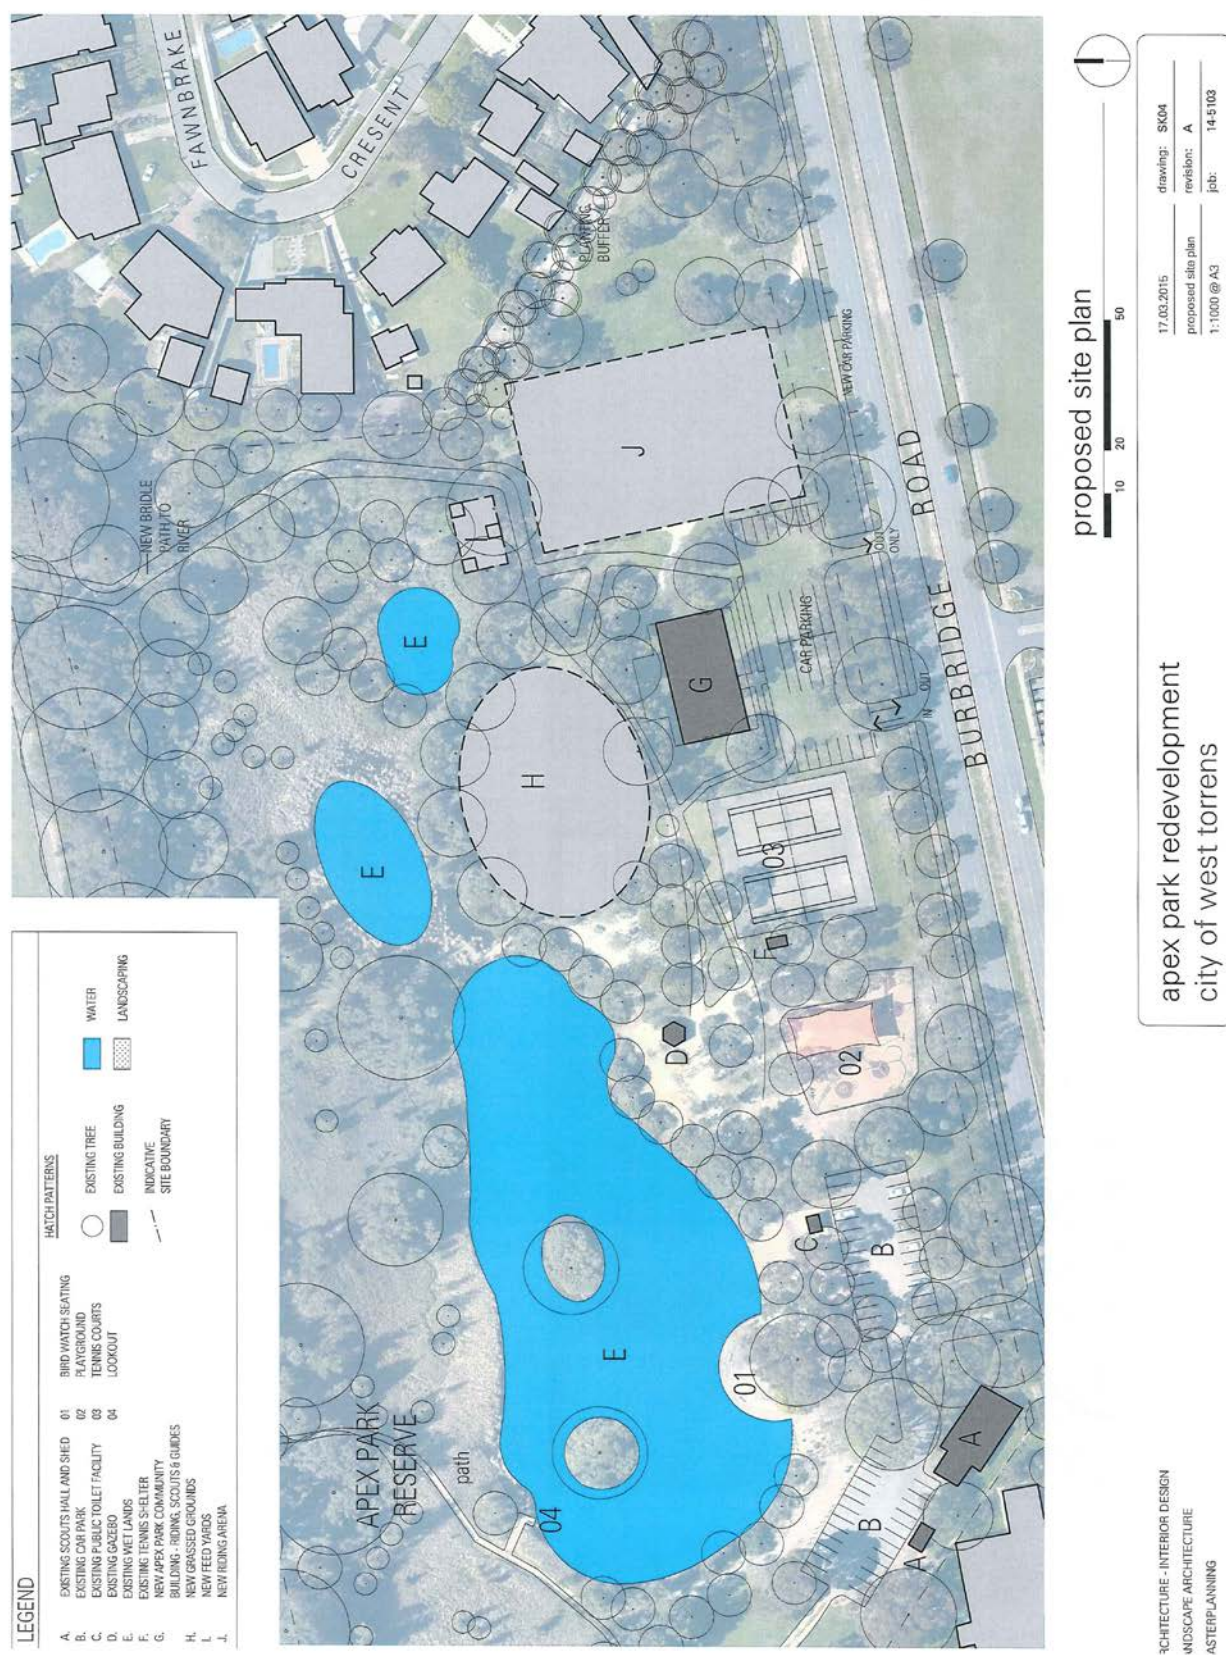 LEGEND
A. EXISTING SCOUTS HALL AND SHED
B. EXISTING CAR PARK
C. EXISTING PUBLIC TOILET FACILITY
D. EXISTING GAZEBO
E. EXISTING WET LANDS
F. EXISTING TENNIS SHELTER
G. NEW APEX PARK COMMUNITY
BUILDING - RIDING, SCOUTS & GUIDES
H. NEW GRASSED GROUNDS
I. NEW FEED YARDS
J. NEW RIDING ARENA
01 BIRD WATCH SEATING
02 PLAYGROUND
03 TENNIS COURTS
04 LOOKOUT
HATCH PATTERNS
EXISTING TREE
EXISTING BUILDING
INDICATIVE
SITE BOUNDARY
WATER
LANDSCAPING
FAWNBRAKE
CRESENT
NEW BRIDLE
PATH TO
RIVER
PLANTING
BUFFER
APEX PARK
RESERVE
path
04
E
E
E
H
I
J
G
NEW CAR PARKING
CAR PARKING
OUT
ONLY
IN
OUT
01
02
03
D
F
C
B
B
A
A
BURBRIDGE ROAD
proposed site plan
10
20
50
apex park redevelopment
city of west torrens
17.03.2015
proposed site plan
1:1000 @ A3
drawing: SK04
revision: A
job: 14-5103
RCHITECTURE - INTERIOR DESIGN
ANDSCAPE ARCHITECTURE
ASTERPLANNING